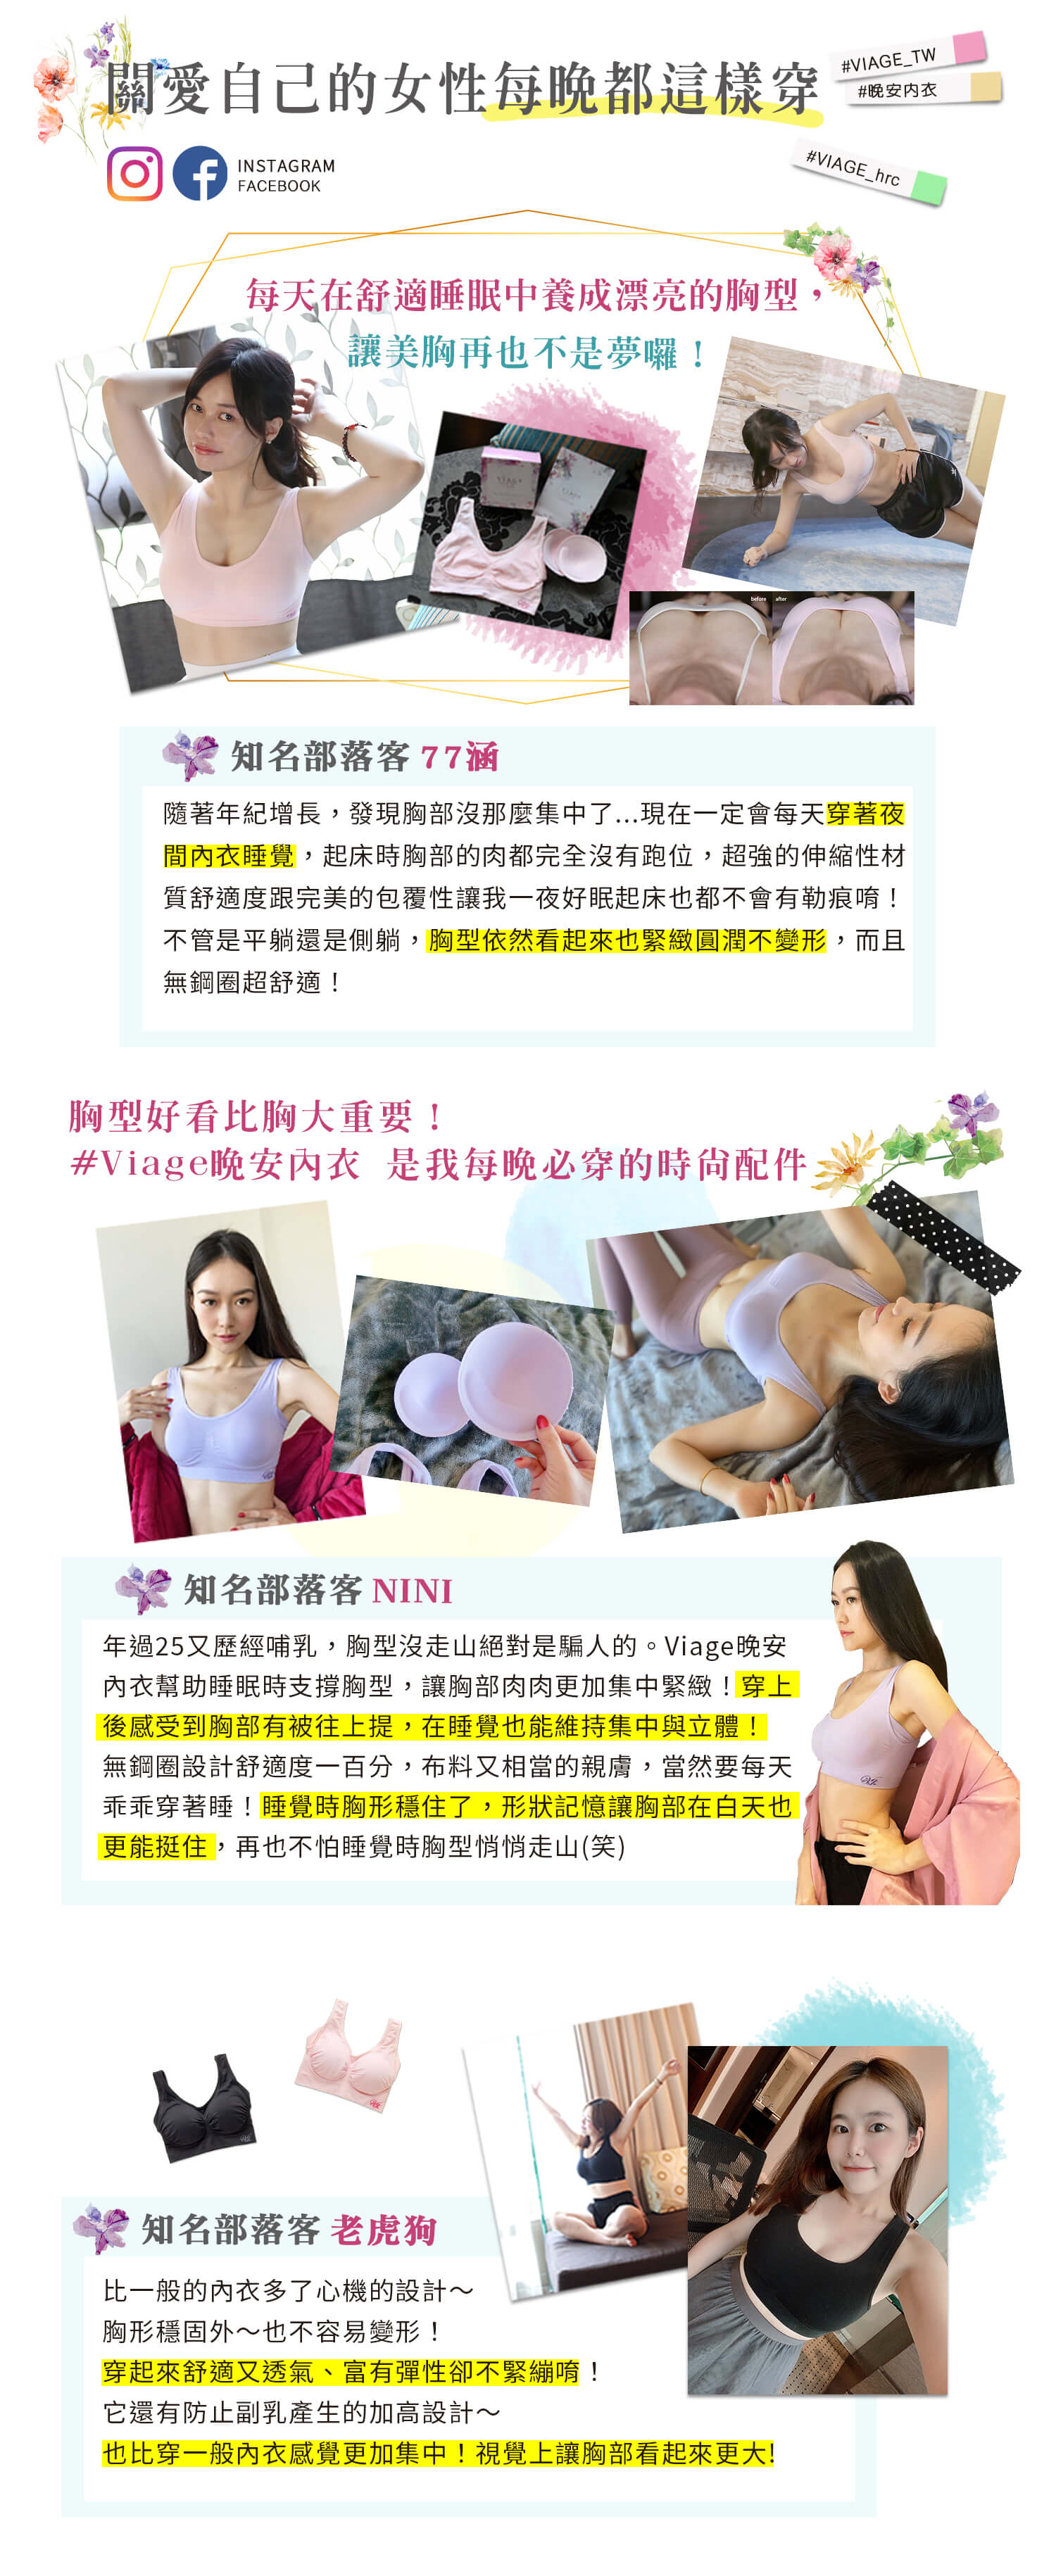 關愛自己的女性每晚都這樣穿
#VIAGE_TW
#晚安內衣
#VIAGE_hrc
INSTAGRAM
FACEBOOK
每天在舒適睡眠中養成漂亮的胸型，
讓美胸再也不是夢囉！
VIAGE
before after
知名部落客 77涵
隨著年紀增長，發現胸部沒那麼集中了...現在一定會每天穿著夜
間內衣睡覺，起床時胸部的肉都完全沒有跑位，超強的伸縮性材
質舒適度跟完美的包覆性讓我一夜好眠起床也都不會有勒痕唷！
不管是平躺還是側躺，胸型依然看起來也緊緻圓潤不變形，而且
無鋼圈超舒適！
胸型好看比胸大重要！
#Viage晚安內衣 是我每晚必穿的時尚配件
知名部落客 NINI
年過25又歷經哺乳，胸型沒走山絕對是騙人的。Viage晚安
內衣幫助睡眠時支撐胸型，讓胸部肉肉更加集中緊緻！穿上
後感受到胸部有被往上提，在睡覺也能維持集中與立體！
無鋼圈設計舒適度一百分，布料又相當的親膚，當然要每天
乖乖穿著睡！睡覺時胸形穩住了，形狀記憶讓胸部在白天也
更能挺住，再也不怕睡覺時胸型悄悄走山(笑)
知名部落客 老虎狗
比一般的內衣多了心機的設計～
胸形穩固外～也不容易變形！
穿起來舒適又透氣、富有彈性卻不緊繃唷！
它還有防止副乳產生的加高設計～
也比穿一般內衣感覺更加集中！視覺上讓胸部看起來更大!